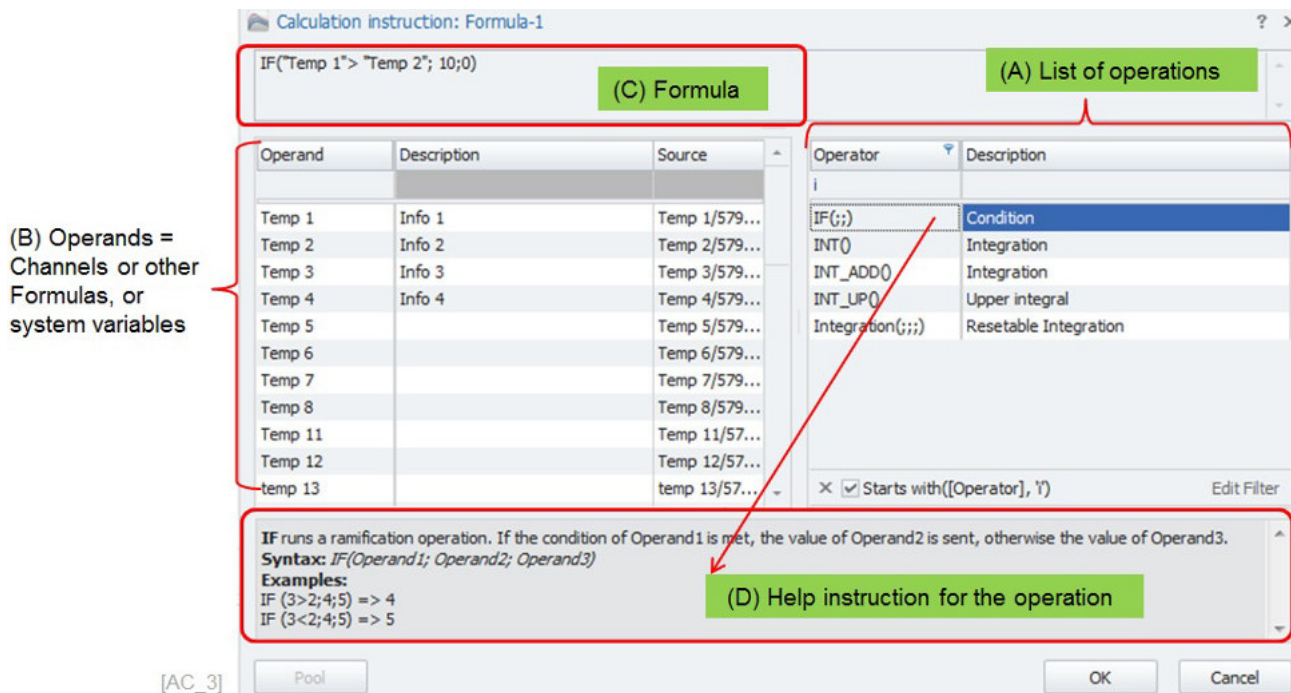 Calculation instruction: Formula-1
? ×
IF("Temp 1"> "Temp 2"; 10;0)
(C) Formula
(A) List of operations
(B) Operands =
Channels or other
Formulas, or
system variables
Operand Description Source
Temp 1 Info 1 Temp 1/579...
Temp 2 Info 2 Temp 2/579...
Temp 3 Info 3 Temp 3/579...
Temp 4 Info 4 Temp 4/579...
Temp 5 Temp 5/579...
Temp 6 Temp 6/579...
Temp 7 Temp 7/579...
Temp 8 Temp 8/579...
Temp 11 Temp 11/57...
Temp 12 Temp 12/57...
temp 13 temp 13/57...
Operator Description
i
IF(;;) Condition
INT() Integration
INT_ADD() Integration
INT_UP() Upper integral
Integration(;;;) Resetable Integration
× Starts with([Operator], 'i') Edit Filter
IF runs a ramification operation. If the condition of Operand1 is met, the value of Operand2 is sent, otherwise the value of Operand3.
Syntax: IF(Operand1; Operand2; Operand3)
Examples:
IF (3>2;4;5) => 4
IF (3<2;4;5) => 5
(D) Help instruction for the operation
[AC_3]
Pool OK Cancel